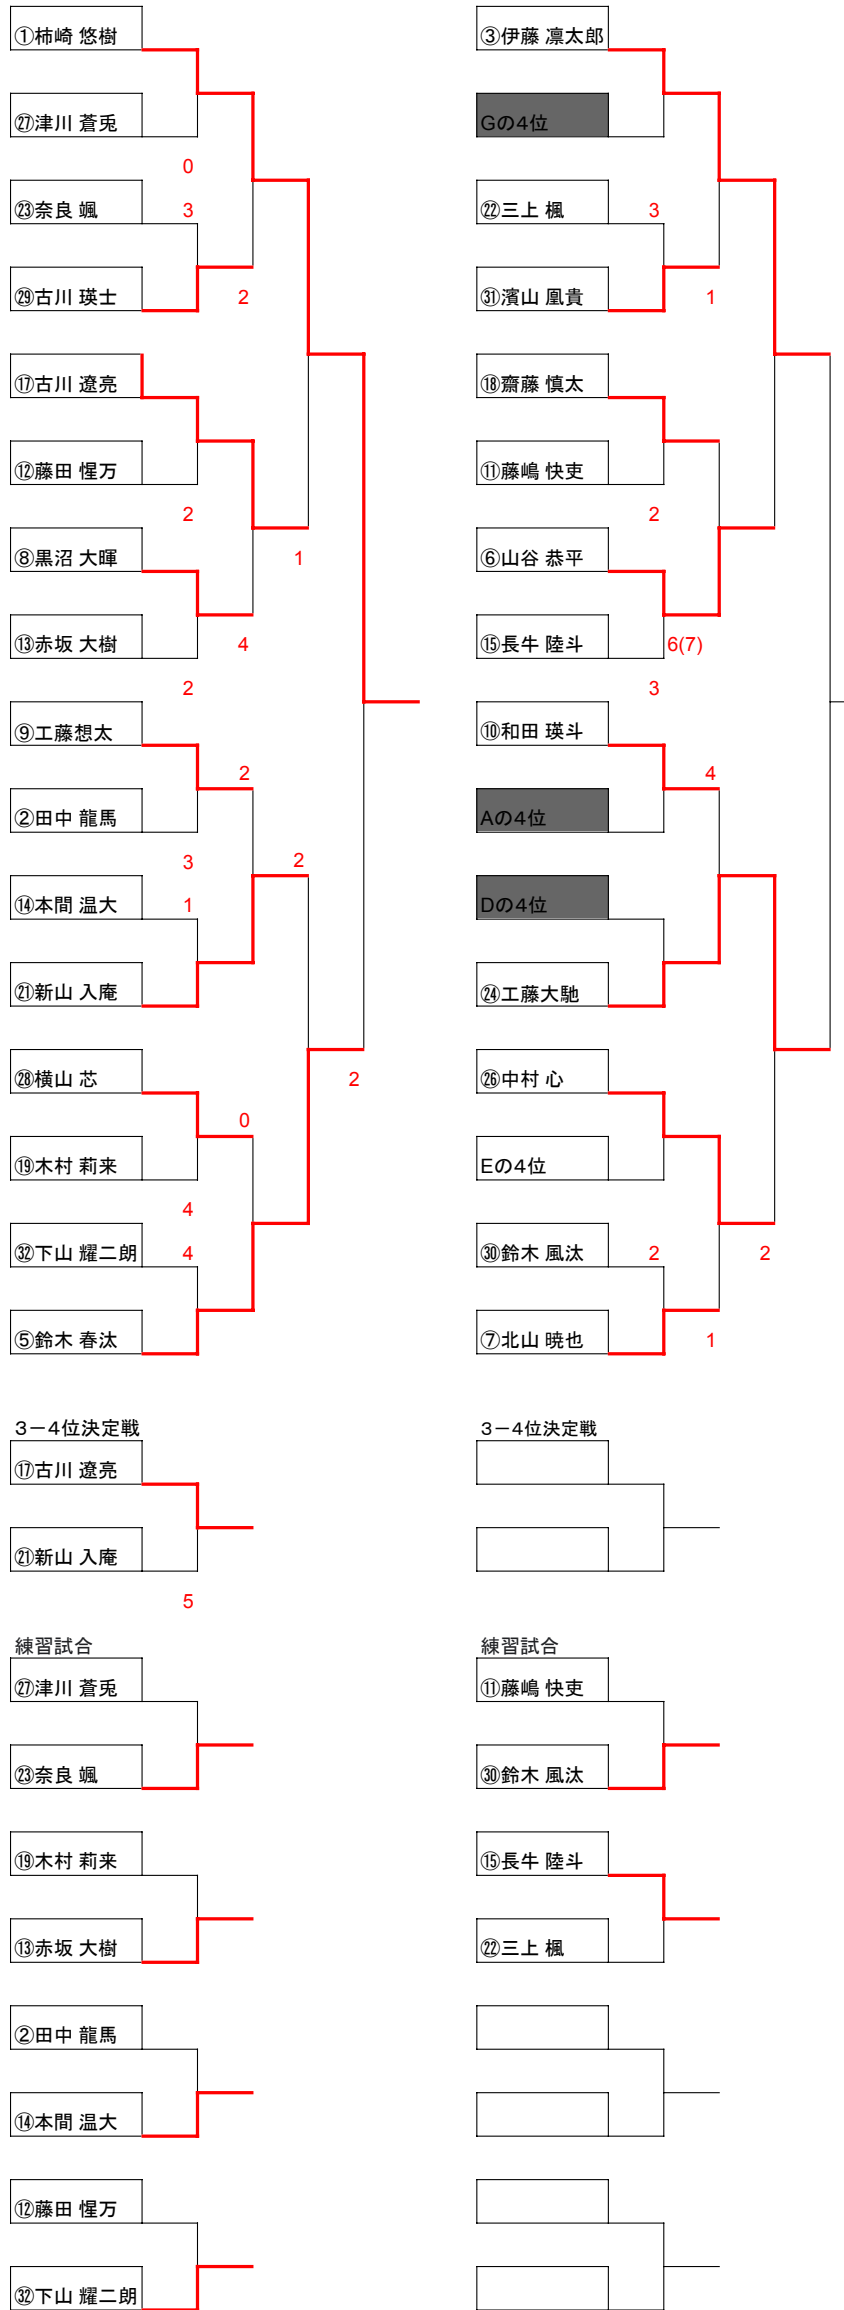 ①柿崎 悠樹
㉗津川 蒼兎
0
㉓奈良 颯
3
㉙古川 瑛士
2
⑰古川 遼亮
⑫藤田 惺万
2
⑧黒沼 大暉
1
⑬赤坂 大樹
4
2
⑨工藤想太
2
②田中 龍馬
3
2
⑭本間 温大
1
㉑新山 入庵
㉘横山 芯
2
0
⑲木村 莉来
4
㉜下山 耀二朗
4
⑤鈴木 春汰
3－4位決定戦
⑰古川 遼亮
㉑新山 入庵
5
練習試合
㉗津川 蒼兎
㉓奈良 颯
⑲木村 莉来
⑬赤坂 大樹
②田中 龍馬
⑭本間 温大
⑫藤田 惺万
㉜下山 耀二朗
③伊藤 凛太郎
Gの4位
㉒三上 楓
3
㉛濱山 凰貴
1
⑱齋藤 慎太
⑪藤嶋 快吏
2
⑥山谷 恭平
⑮長牛 陸斗
6(7)
3
⑩和田 瑛斗
4
Aの4位
Dの4位
㉔工藤大馳
㉖中村 心
Eの4位
㉚鈴木 風汰
2
2
⑦北山 暁也
1
3－4位決定戦
練習試合
⑪藤嶋 快吏
㉚鈴木 風汰
⑮長牛 陸斗
㉒三上 楓